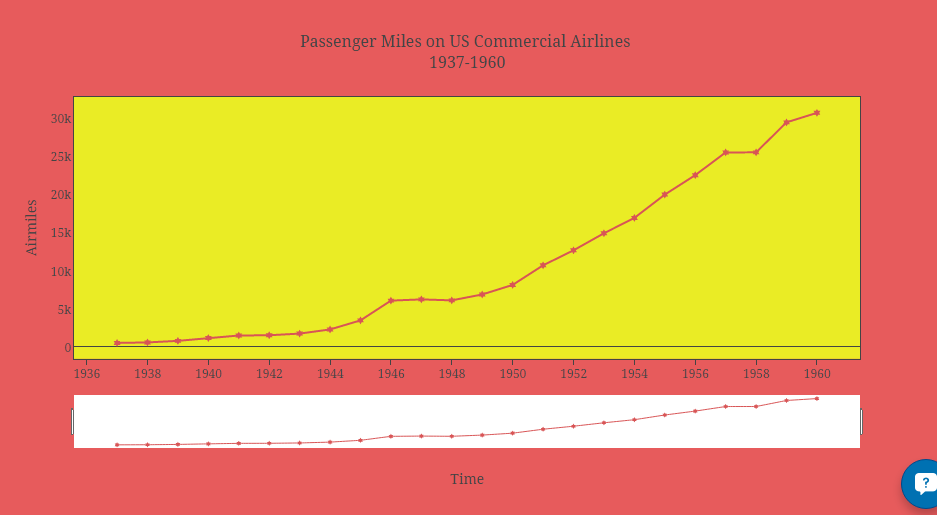 Passenger Miles on US Commercial Airlines
1937-1960
Airmiles
30k
25k
20k
15k
10k
5k
0
1936 1938 1940 1942 1944 1946 1948 1950 1952 1954 1956 1958 1960
Time
?